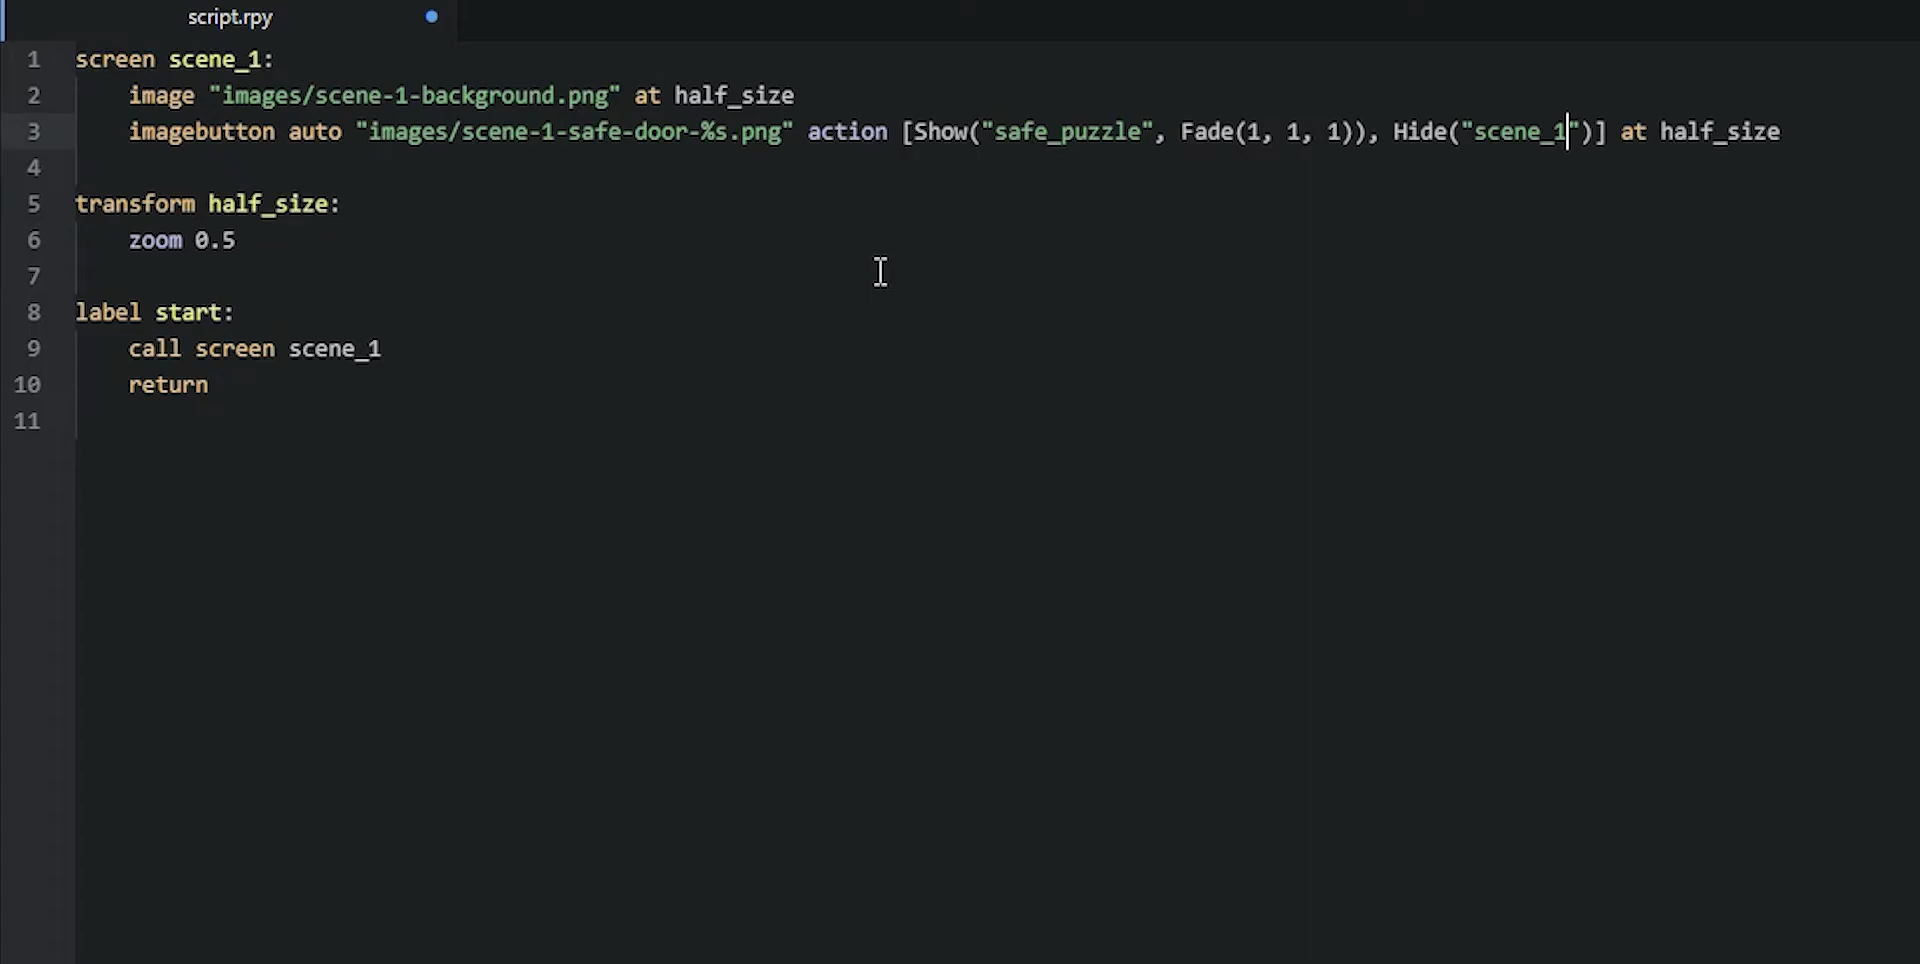 script.rpy
1 screen scene_1:
2     image "images/scene-1-background.png" at half_size
3     imagebutton auto "images/scene-1-safe-door-%s.png" action [Show("safe_puzzle", Fade(1, 1, 1)), Hide("scene_1")] at half_size
4
5 transform half_size:
6     zoom 0.5
7
8 label start:
9     call screen scene_1
10     return
11